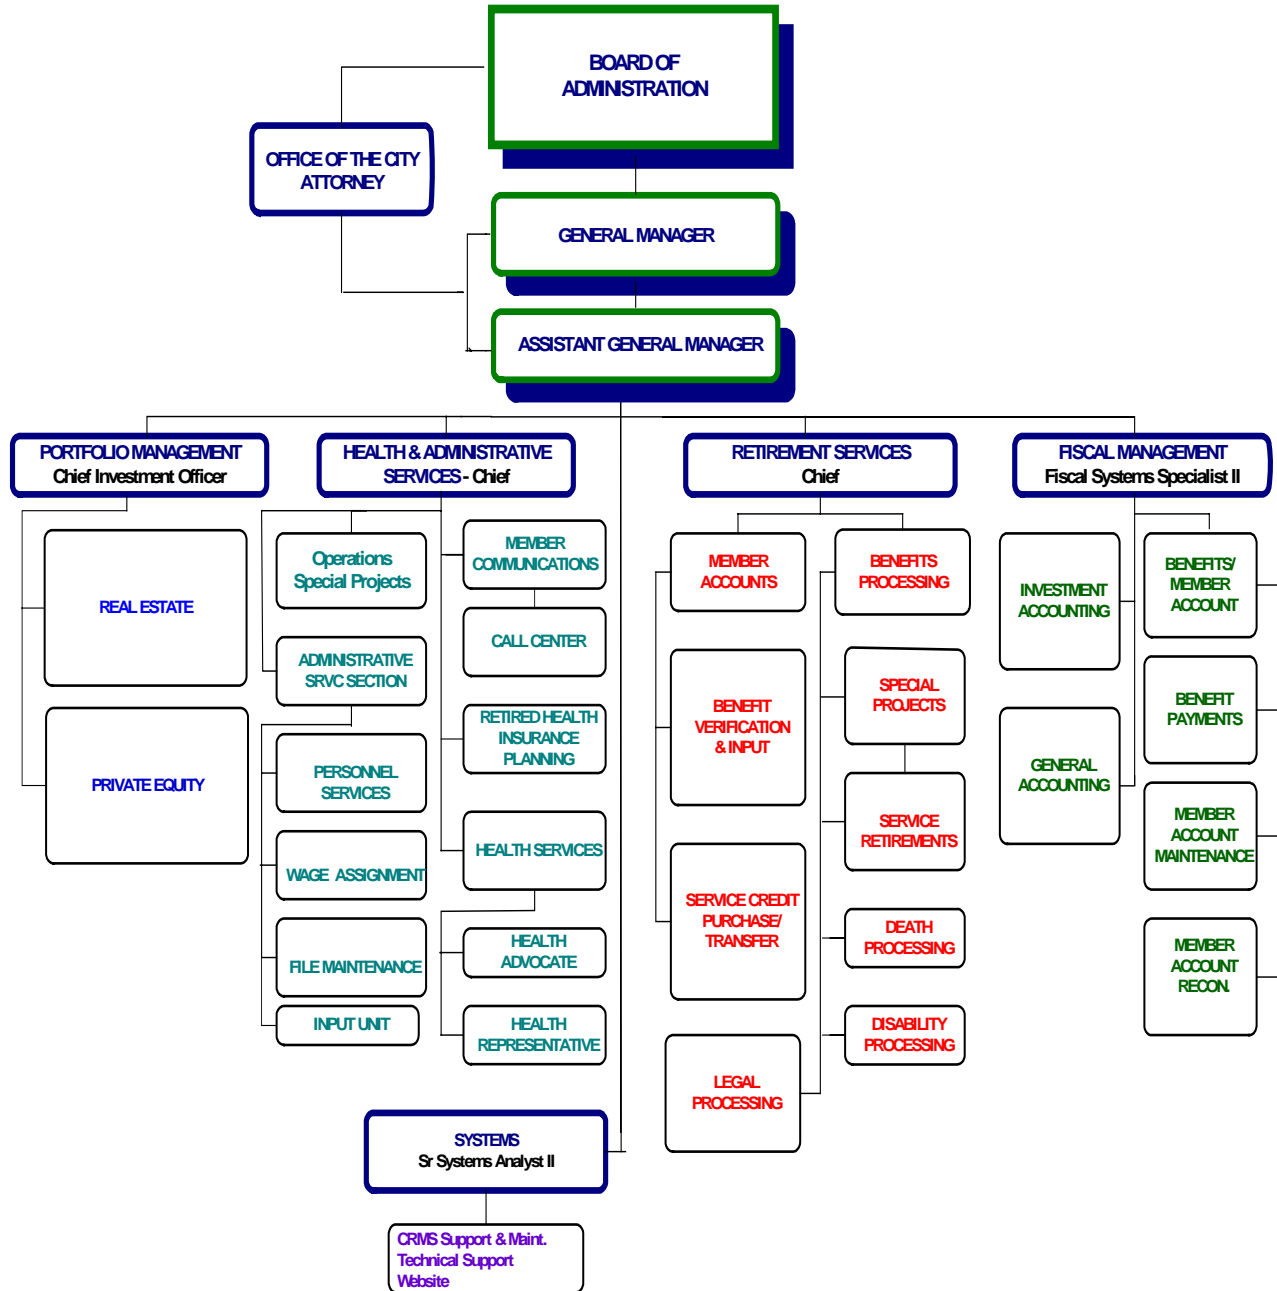 BOARD OF
ADMINISTRATION
OFFICE OF THE CITY
ATTORNEY
GENERAL MANAGER
ASSISTANT GENERAL MANAGER
PORTFOLIO MANAGEMENT
Chief Investment Officer
HEALTH & ADMINISTRATIVE
SERVICES - Chief
RETIREMENT SERVICES
Chief
FISCAL MANAGEMENT
Fiscal Systems Specialist II
REAL ESTATE
PRIVATE EQUITY
Operations
Special Projects
ADMINISTRATIVE
SRVC SECTION
PERSONNEL
SERVICES
WAGE ASSIGNMENT
FILE MAINTENANCE
INPUT UNIT
MEMBER
COMMUNICATIONS
CALL CENTER
RETIRED HEALTH
INSURANCE
PLANNING
HEALTH SERVICES
HEALTH
ADVOCATE
HEALTH
REPRESENTATIVE
MEMBER
ACCOUNTS
BENEFIT
VERIFICATION
& INPUT
SERVICE CREDIT
PURCHASE/
TRANSFER
LEGAL
PROCESSING
BENEFITS
PROCESSING
SPECIAL
PROJECTS
SERVICE
RETIREMENTS
DEATH
PROCESSING
DISABILITY
PROCESSING
INVESTMENT
ACCOUNTING
GENERAL
ACCOUNTING
BENEFITS/
MEMBER
ACCOUNT
BENEFIT
PAYMENTS
MEMBER
ACCOUNT
MAINTENANCE
MEMBER
ACCOUNT
RECON.
SYSTEMS
Sr Systems Analyst II
CRMS Support & Maint.
Technical Support
Website